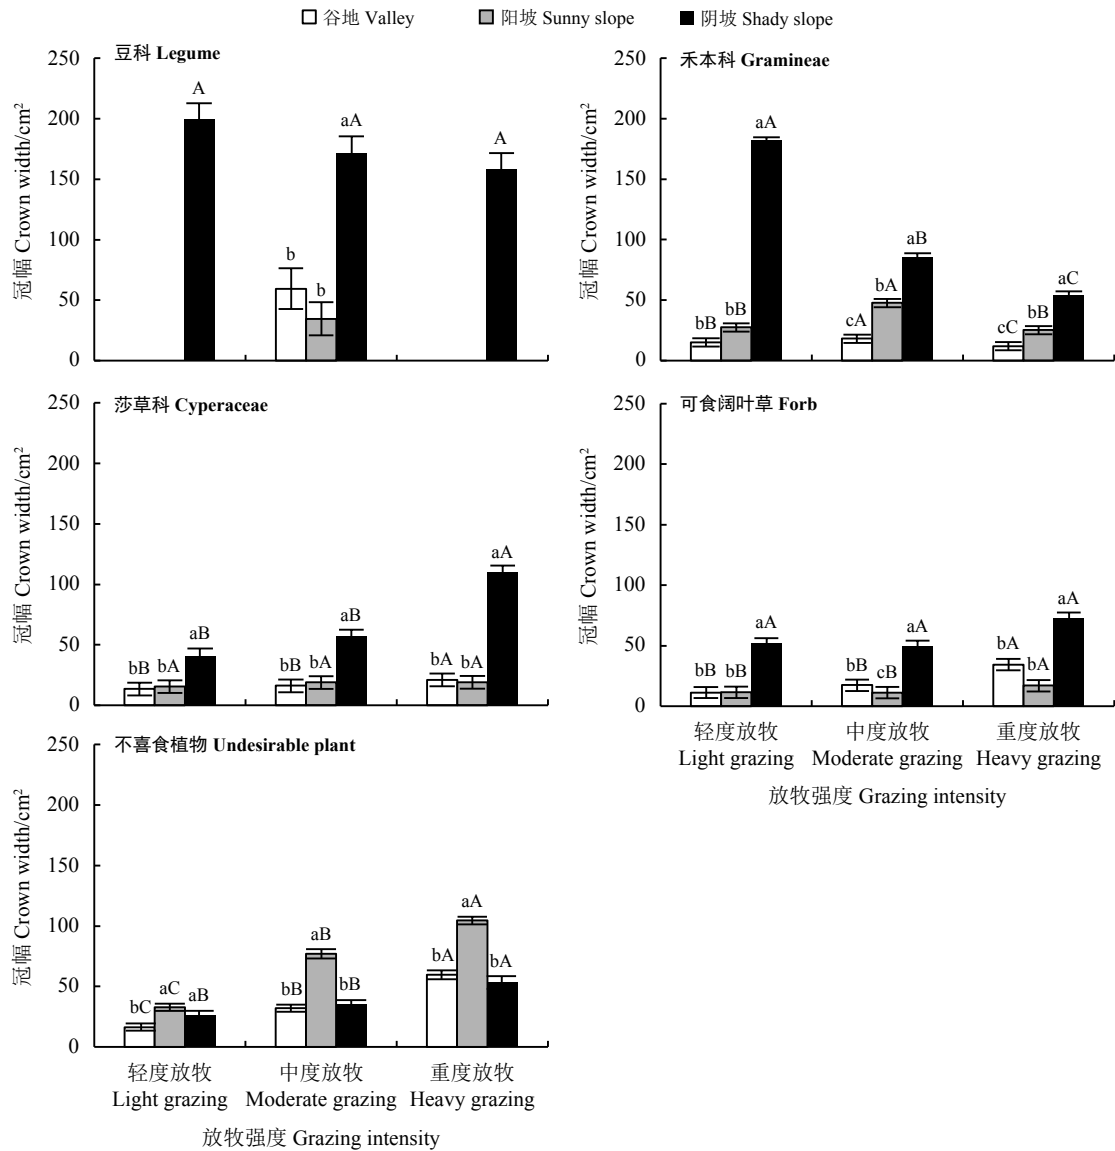 谷地 Valley 阳坡 Sunny slope 阴坡 Shady slope
豆科 Legume
冠幅 Crown width/cm²
250
200
150
100
50
0
A
b
b
aA
A
禾本科 Gramineae
冠幅 Crown width/cm²
250
200
150
100
50
0
bB
bB
aA
cA
bA
aB
cC
bB
aC
莎草科 Cyperaceae
冠幅 Crown width/cm²
250
200
150
100
50
0
bB
bA
aB
bB
bA
aB
bA
bA
aA
可食阔叶草 Forb
冠幅 Crown width/cm²
250
200
150
100
50
0
bB
bB
aA
bB
cB
aA
bA
bA
aA
轻度放牧 中度放牧 重度放牧
Light grazing Moderate grazing Heavy grazing
放牧强度 Grazing intensity
不喜食植物 Undesirable plant
冠幅 Crown width/cm²
250
200
150
100
50
0
bC
aC
aB
bB
aB
bB
bA
aA
bA
轻度放牧 中度放牧 重度放牧
Light grazing Moderate grazing Heavy grazing
放牧强度 Grazing intensity